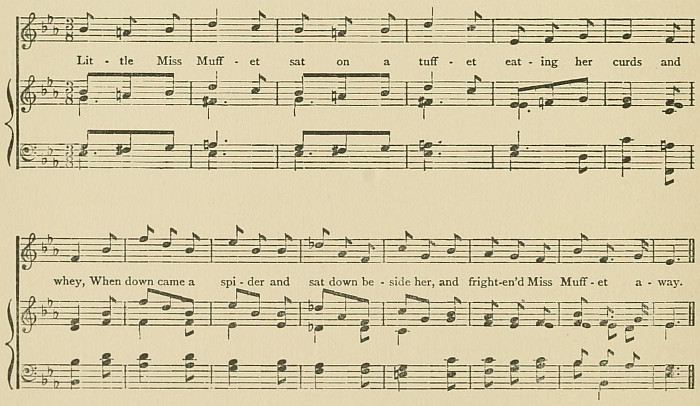 Lit - tle Miss Muff - et sat on a tuff - et eat - ing her curds and
whey, When down came a spi - der and sat down be - side her, and fright-en'd Miss Muff - et a - way.